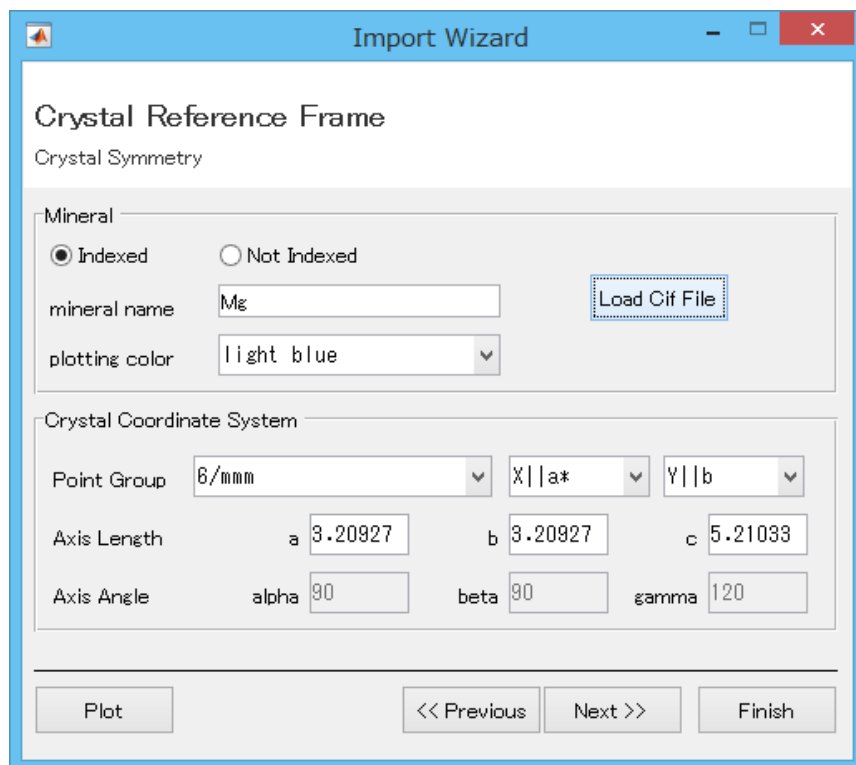 Import Wizard
Crystal Reference Frame
Crystal Symmetry
Mineral
Indexed Not Indexed
mineral name Mg Load Cif File
plotting color light blue
Crystal Coordinate System
Point Group 6/mmm X||a* Y||b
Axis Length a 3.20927 b 3.20927 c 5.21033
Axis Angle alpha 90 beta 90 gamma 120
Plot << Previous Next >> Finish